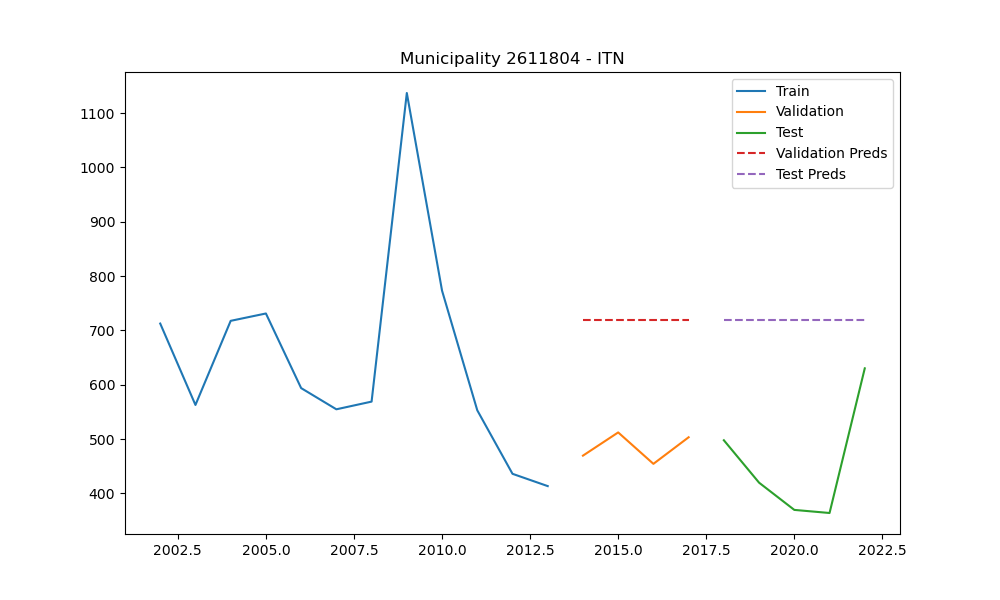 Municipality 2611804 - ITN
Train
Validation
Test
Validation Preds
Test Preds
1100
1000
900
800
700
600
500
400
2002.5 2005.0 2007.5 2010.0 2012.5 2015.0 2017.5 2020.0 2022.5